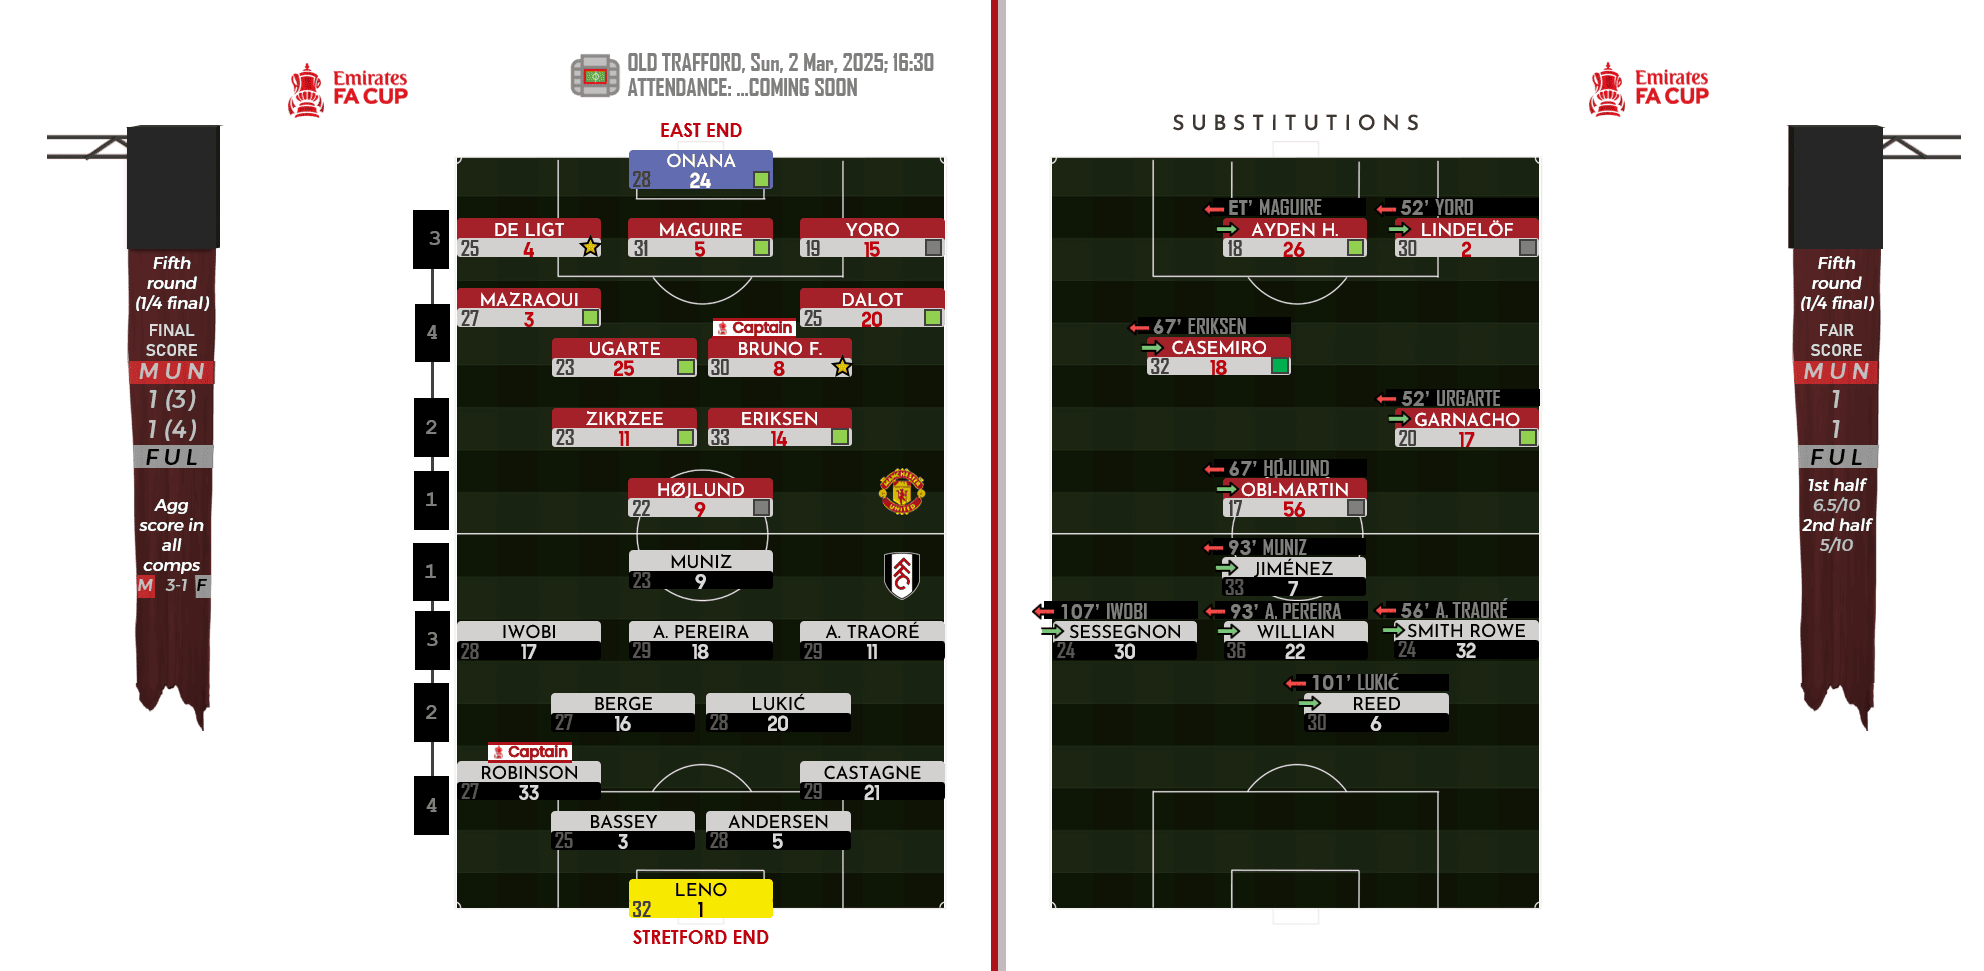 Emirates
FA CUP
OLD TRAFFORD, Sun, 2 Mar, 2025; 16:30
ATTENDANCE: ...COMING SOON
EAST END
ONANA
28 24
3
DE LIGT
25 4
MAGUIRE
31 5
YORO
19 15
MAZRAOUI
27 3
DALOT
25 20
4
Captain
UGARTE
23 25
BRUNO F.
30 8
2
ZIKRZEE
23 11
ERIKSEN
33 14
1
HØJLUND
22 9
MANCHESTER
UNITED
1
MUNIZ
23 9
FFC
3
IWOBI
28 17
A. PEREIRA
29 18
A. TRAORÉ
29 11
2
BERGE
27 16
LUKIĆ
28 20
Captain
ROBINSON
27 33
CASTAGNE
29 21
4
BASSEY
25 3
ANDERSEN
28 5
LENO
32 1
STRETFORD END
Fifth
round
(1/4 final)
FINAL
SCORE
MUN
1 (3)
1 (4)
FUL
Agg
score in
all
comps
M 3-1 F
Emirates
FA CUP
SUBSTITUTIONS
ET' MAGUIRE
AYDEN H.
18 26
52' YORO
LINDELÖF
30 2
67' ERIKSEN
CASEMIRO
32 18
52' URGARTE
GARNACHO
20 17
67' HØJLUND
OBI-MARTIN
17 56
93' MUNIZ
JIMÉNEZ
33 7
107' IWOBI
SESSEGNON
24 30
93' A. PEREIRA
WILLIAN
36 22
56' A. TRAORÉ
SMITH ROWE
24 32
101' LUKIĆ
REED
30 6
Fifth
round
(1/4 final)
FAIR
SCORE
MUN
1
1
FUL
1st half
6.5/10
2nd half
5/10